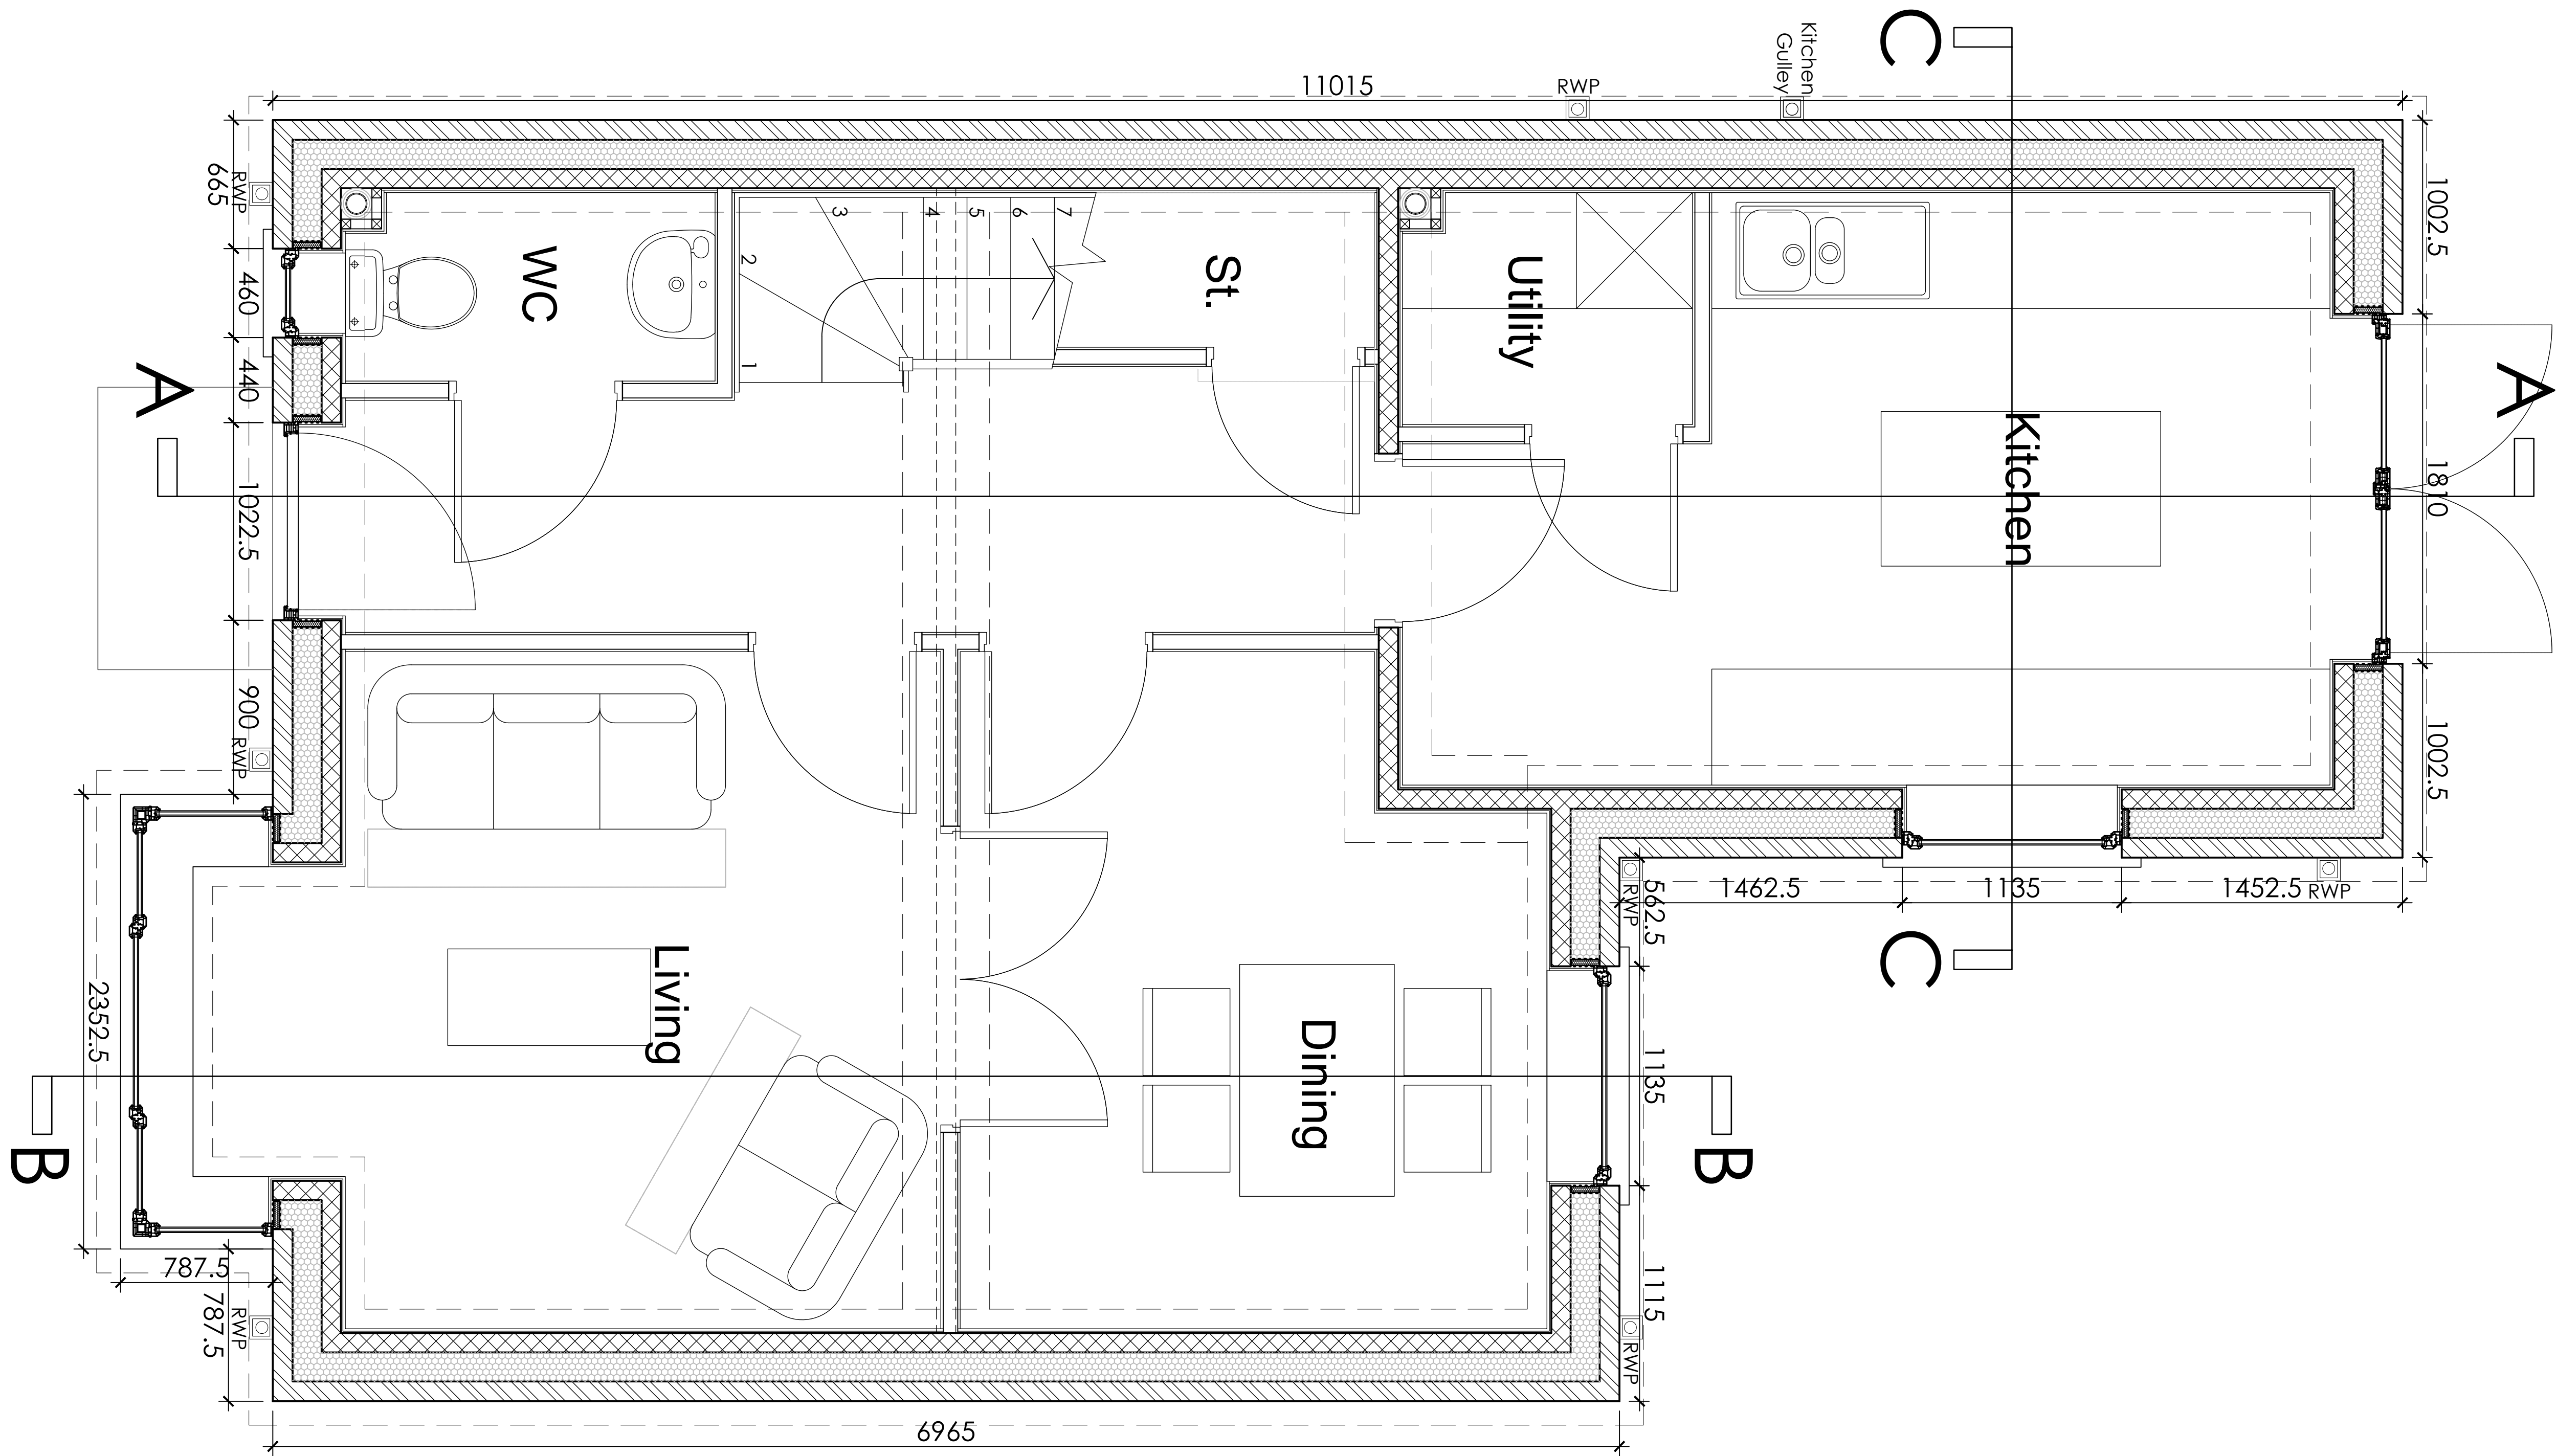 C
Kitchen
Gulley
11015
RWP
665
RWP
1002.5
460
440
A
A
WC
3
4
5
6
7
2
1
St.
Utility
Kitchen
1810
1022.5
900
RWP
1002.5
1462.5
1135
1452.5
RWP
562.5
RWP
C
Living
Dining
2352.5
1135
B
B
787.5
787.5
RWP
1115
RWP
6965